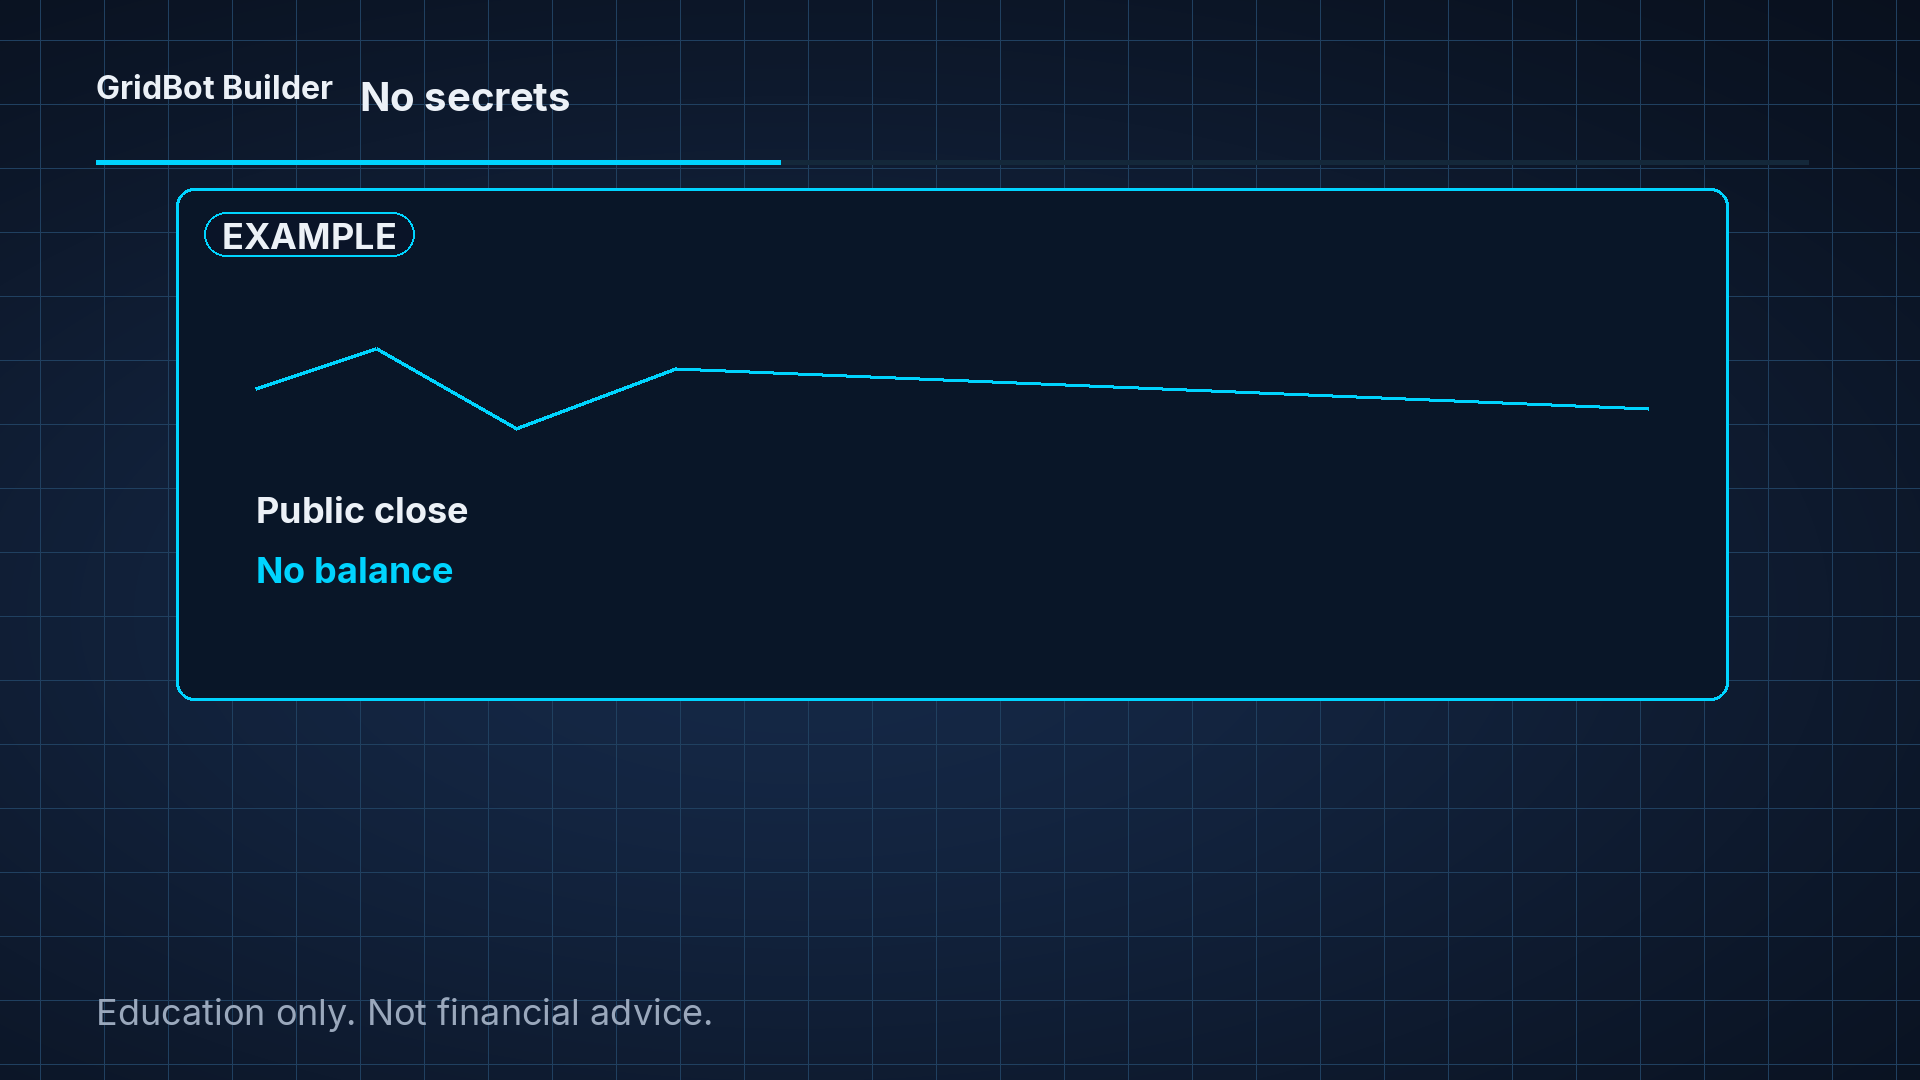 GridBot Builder
No secrets
EXAMPLE
Public close
No balance
Education only. Not financial advice.